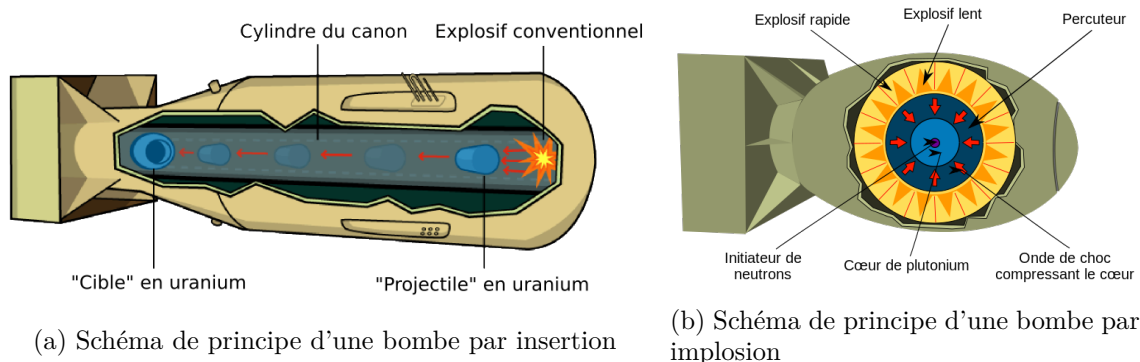 Cylindre du canon
Explosif conventionnel
"Cible" en uranium
"Projectile" en uranium
(a) Schéma de principe d'une bombe par insertion
Explosif rapide
Explosif lent
Percuteur
Initiateur de
neutrons
Cœur de plutonium
Onde de choc
compressant le cœur
(b) Schéma de principe d'une bombe par
implosion